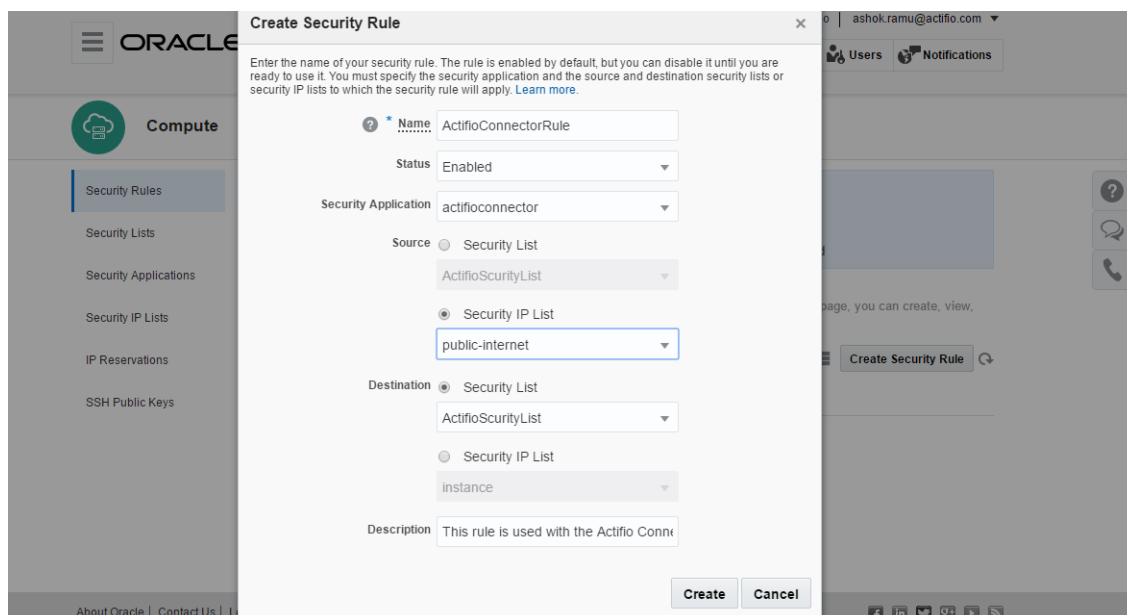 Create Security Rule ×
ORACLE
o | ashok.ramu@actifio.com
Users Notifications
Enter the name of your security rule. The rule is enabled by default, but you can disable it until you are
ready to use it. You must specify the security application and the source and destination security lists or
security IP lists to which the security rule will apply. Learn more.
Compute
? * Name ActifioConnectorRule
Status Enabled
Security Rules
Security Application actifioconnector
Security Lists
Source Security List
Security Applications
ActifioScurityList
page, you can create, view,
Security IP Lists
Security IP List
IP Reservations
public-internet
Create Security Rule
Destination Security List
SSH Public Keys
ActifioScurityList
Security IP List
instance
Description This rule is used with the Actifio Conne
Create Cancel
About Oracle | Contact Us |